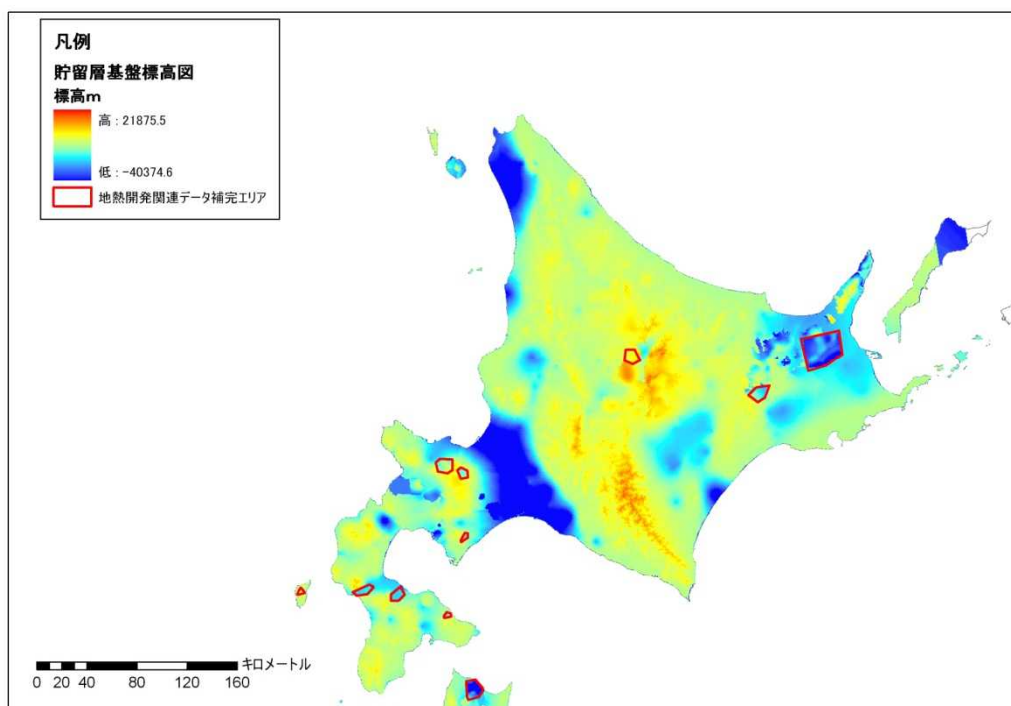 凡例
貯留層基盤標高図
標高m
高 : 21875.5
低 : -40374.6
地熱開発関連データ補完エリア
キロメートル
0 20 40 80 120 160